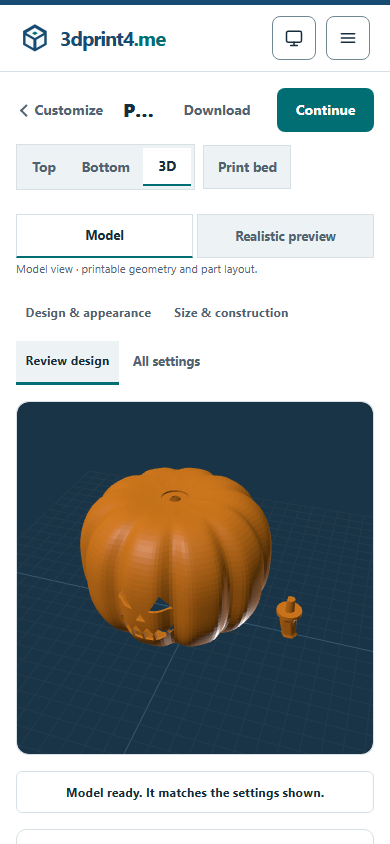 3dprint4.me
Customize P... Download Continue
Top Bottom 3D Print bed
Model Realistic preview
Model view · printable geometry and part layout.
Design & appearance Size & construction
Review design All settings
Model ready. It matches the settings shown.